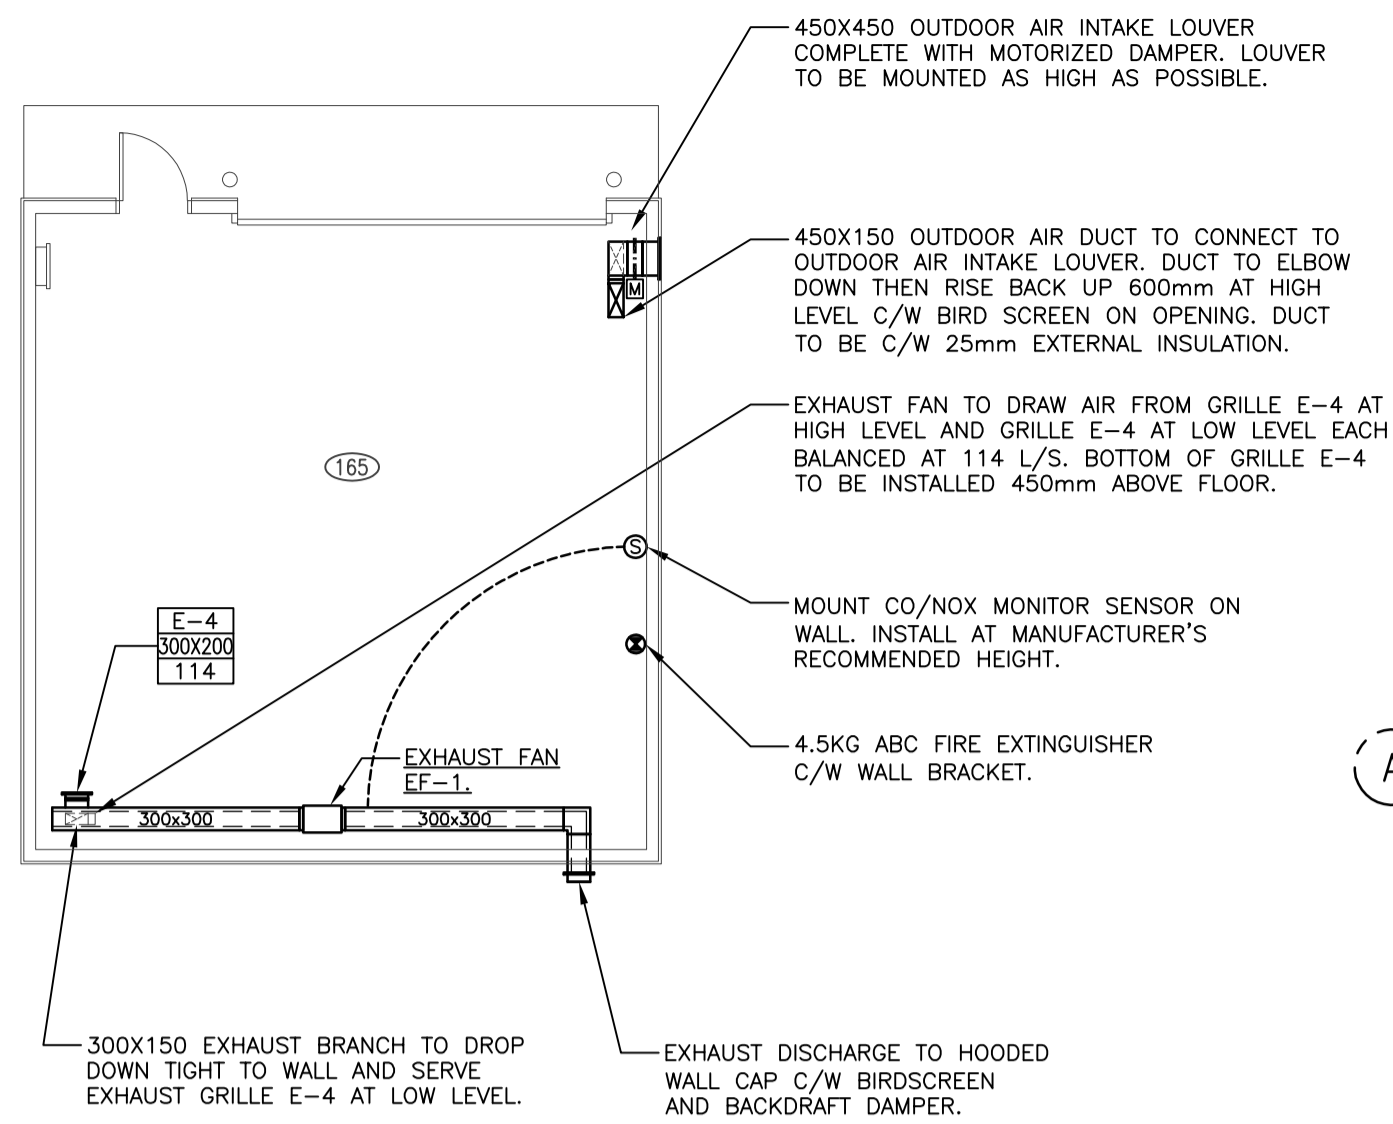 450X450 OUTDOOR AIR INTAKE LOUVER
COMPLETE WITH MOTORIZED DAMPER. LOUVER
TO BE MOUNTED AS HIGH AS POSSIBLE.
450X150 OUTDOOR AIR DUCT TO CONNECT TO
OUTDOOR AIR INTAKE LOUVER. DUCT TO ELBOW
DOWN THEN RISE BACK UP 600mm AT HIGH
LEVEL C/W BIRD SCREEN ON OPENING. DUCT
TO BE C/W 25mm EXTERNAL INSULATION.
M
EXHAUST FAN TO DRAW AIR FROM GRILLE E-4 AT
HIGH LEVEL AND GRILLE E-4 AT LOW LEVEL EACH
BALANCED AT 114 L/S. BOTTOM OF GRILLE E-4
TO BE INSTALLED 450mm ABOVE FLOOR.
165
S
MOUNT CO/NOX MONITOR SENSOR ON
WALL. INSTALL AT MANUFACTURER'S
RECOMMENDED HEIGHT.
E-4
300X200
114
4.5KG ABC FIRE EXTINGUISHER
C/W WALL BRACKET.
EXHAUST FAN
EF-1.
300x300
300x300
300X150 EXHAUST BRANCH TO DROP
DOWN TIGHT TO WALL AND SERVE
EXHAUST GRILLE E-4 AT LOW LEVEL.
EXHAUST DISCHARGE TO HOODED
WALL CAP C/W BIRDSCREEN
AND BACKDRAFT DAMPER.